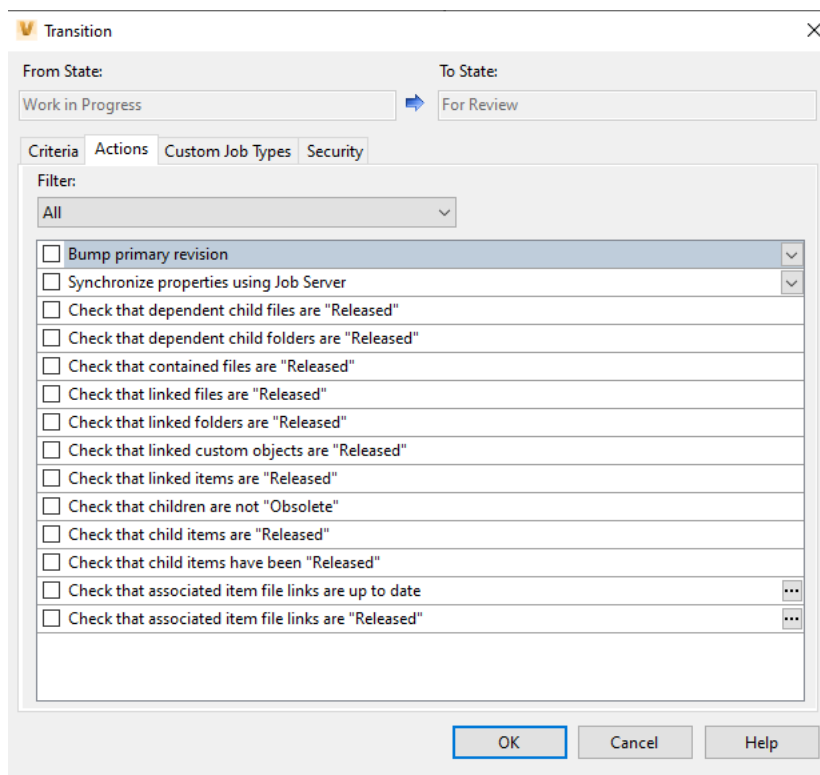 Transition
From State:
To State:
Work in Progress
For Review
Criteria Actions Custom Job Types Security
Filter:
All
Bump primary revision
Synchronize properties using Job Server
Check that dependent child files are "Released"
Check that dependent child folders are "Released"
Check that contained files are "Released"
Check that linked files are "Released"
Check that linked folders are "Released"
Check that linked custom objects are "Released"
Check that linked items are "Released"
Check that children are not "Obsolete"
Check that child items are "Released"
Check that child items have been "Released"
Check that associated item file links are up to date
Check that associated item file links are "Released"
OK Cancel Help